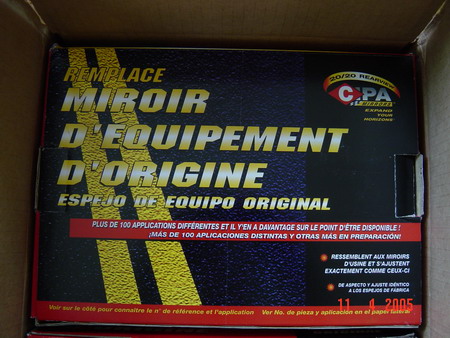 REMPLACE
MIROIR
D'ÉQUIPEMENT
D'ORIGINE
ESPEJO DE EQUIPO ORIGINAL
20/20 REARVIEW
CIPA
MIRRORS
EXPAND
YOUR
HORIZONS
PLUS DE 100 APPLICATIONS DIFFÉRENTES ET IL Y'EN A DAVANTAGE SUR LE POINT D'ÊTRE DISPONIBLE !
¡MÁS DE 100 APLICACIONES DISTINTAS Y OTRAS MÁS EN PREPARACIÓN!
RESSEMBLENT AUX MIROIRS
D'USINE ET S'AJUSTENT
EXACTEMENT COMME CEUX-CI
DE ASPECTO Y AJUSTE IDÉNTICO
A LOS ESPEJOS DE FABRICA
Voir sur le côté pour connaître le n° de référence et l'application
Ver No. de pieza y aplicación en el papel lateral
11 4 2005